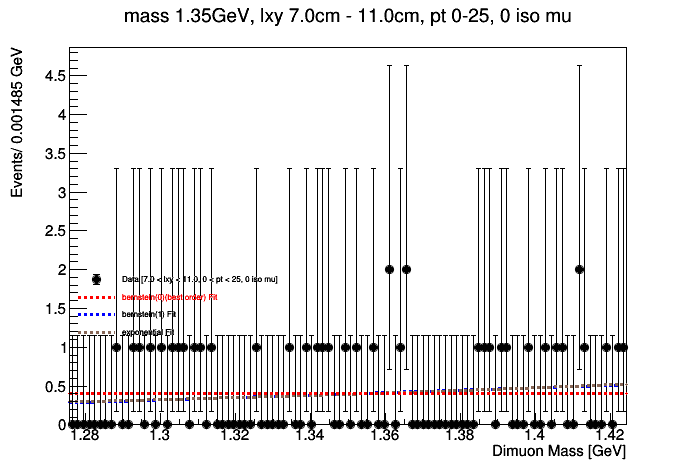 mass 1.35GeV, lxy 7.0cm - 11.0cm, pt 0-25, 0 iso mu
Events/ 0.001485 GeV
4.5
4
3.5
3
2.5
2
1.5
1
0.5
0
Data [7.0 < lxy < 11.0, 0 < pt < 25, 0 iso mu]
bernstein(0)(best order) Fit
bernstein(1) Fit
exponential Fit
1.28
1.3
1.32
1.34
1.36
1.38
1.4
1.42
Dimuon Mass [GeV]